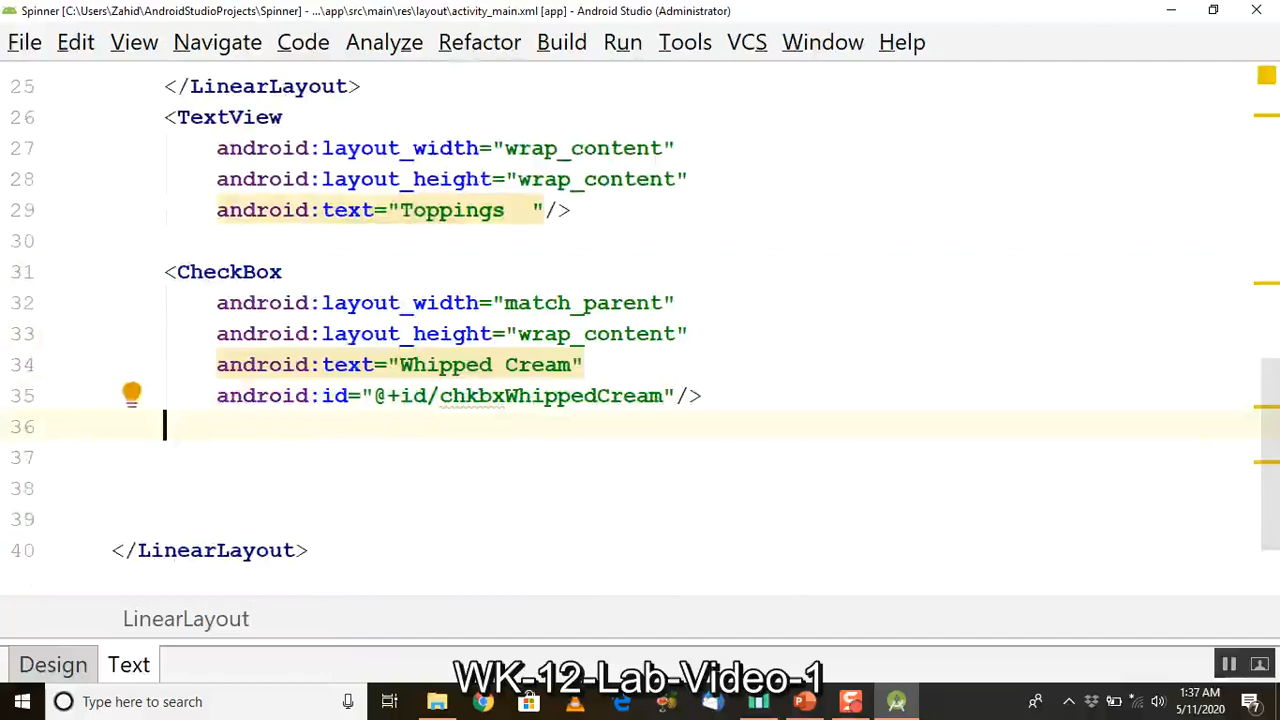 Spinner [C:\Users\Zahid\AndroidStudioProjects\Spinner] - ...\app\src\main\res\layout\activity_main.xml [app] - Android Studio (Administrator)
File Edit View Navigate Code Analyze Refactor Build Run Tools VCS Window Help
25 </LinearLayout>
26 <TextView
27 android:layout_width="wrap_content"
28 android:layout_height="wrap_content"
29 android:text="Toppings  "/>
30
31 <CheckBox
32 android:layout_width="match_parent"
33 android:layout_height="wrap_content"
34 android:text="Whipped Cream"
35 android:id="@+id/chkbxWhippedCream"/>
36
37
38
39
40 </LinearLayout>
LinearLayout
Design Text
WK-12-Lab-Video-1
Type here to search
1:37 AM
5/11/2020
7